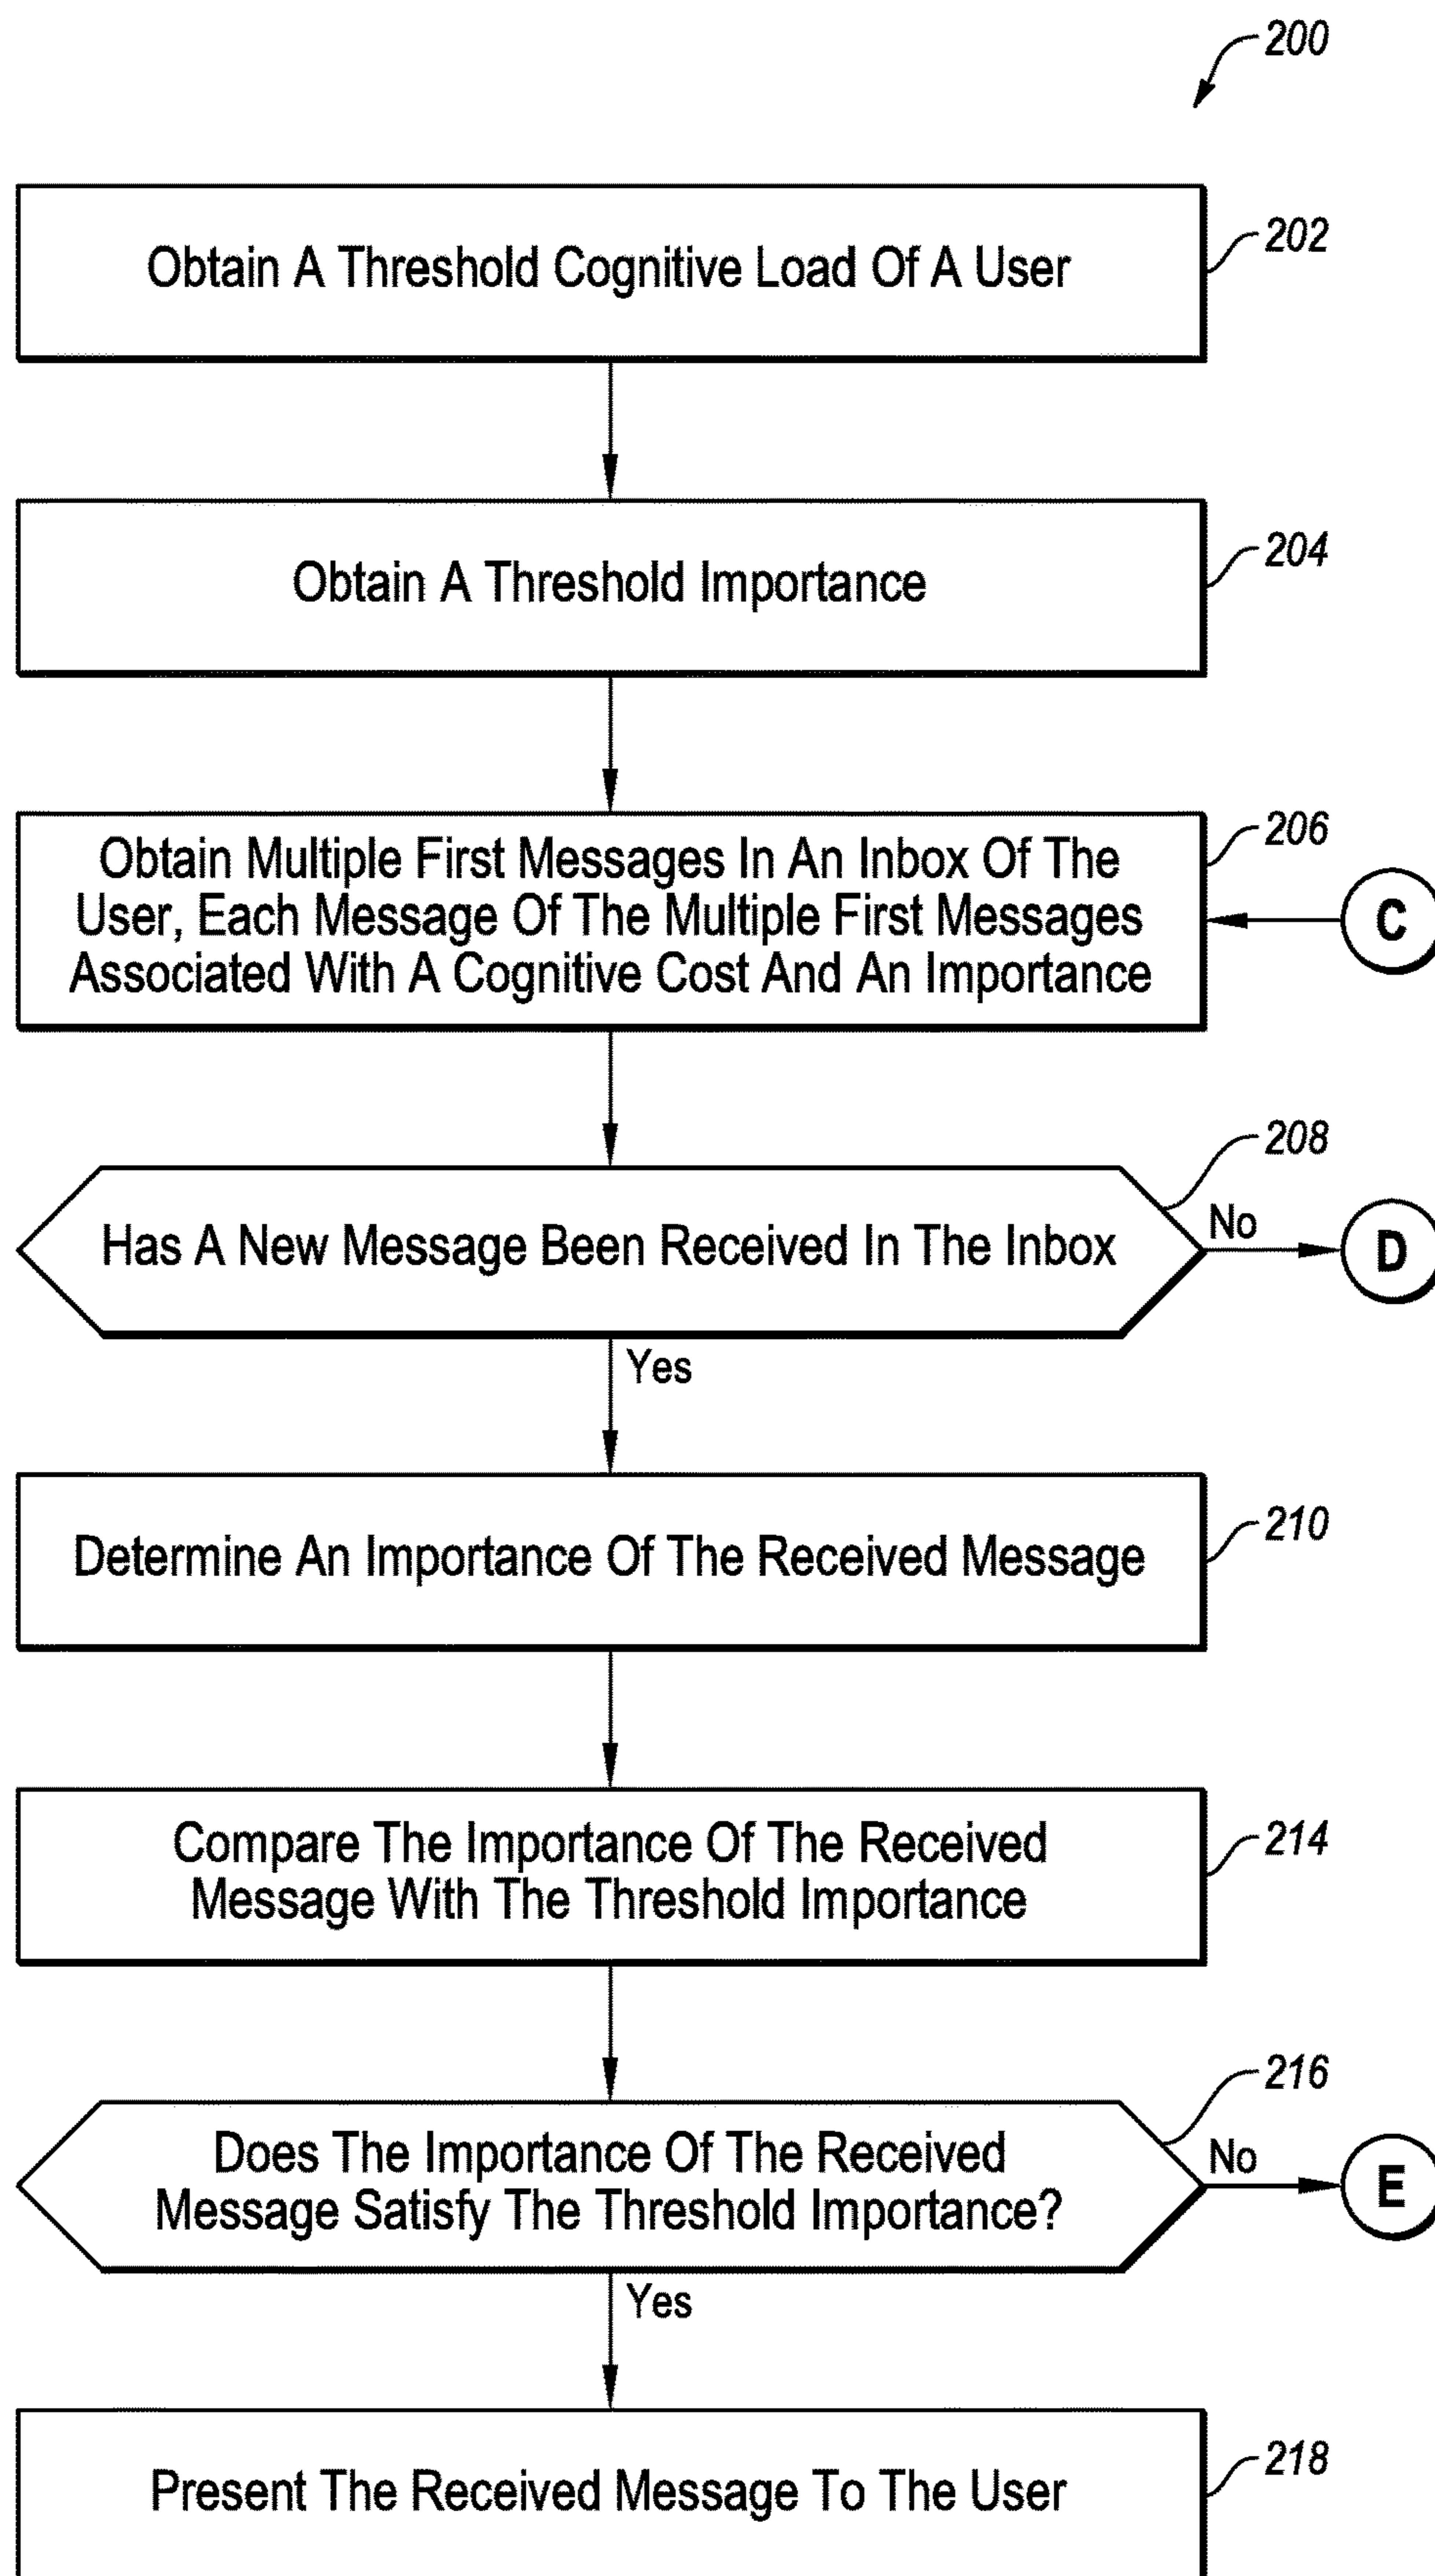 200
Obtain A Threshold Cognitive Load Of A User
202
Obtain A Threshold Importance
204
Obtain Multiple First Messages In An Inbox Of The
User, Each Message Of The Multiple First Messages
Associated With A Cognitive Cost And An Importance
206
C
Has A New Message Been Received In The Inbox
208
No
D
Yes
Determine An Importance Of The Received Message
210
Compare The Importance Of The Received
Message With The Threshold Importance
214
Does The Importance Of The Received
Message Satisfy The Threshold Importance?
216
No
E
Yes
Present The Received Message To The User
218